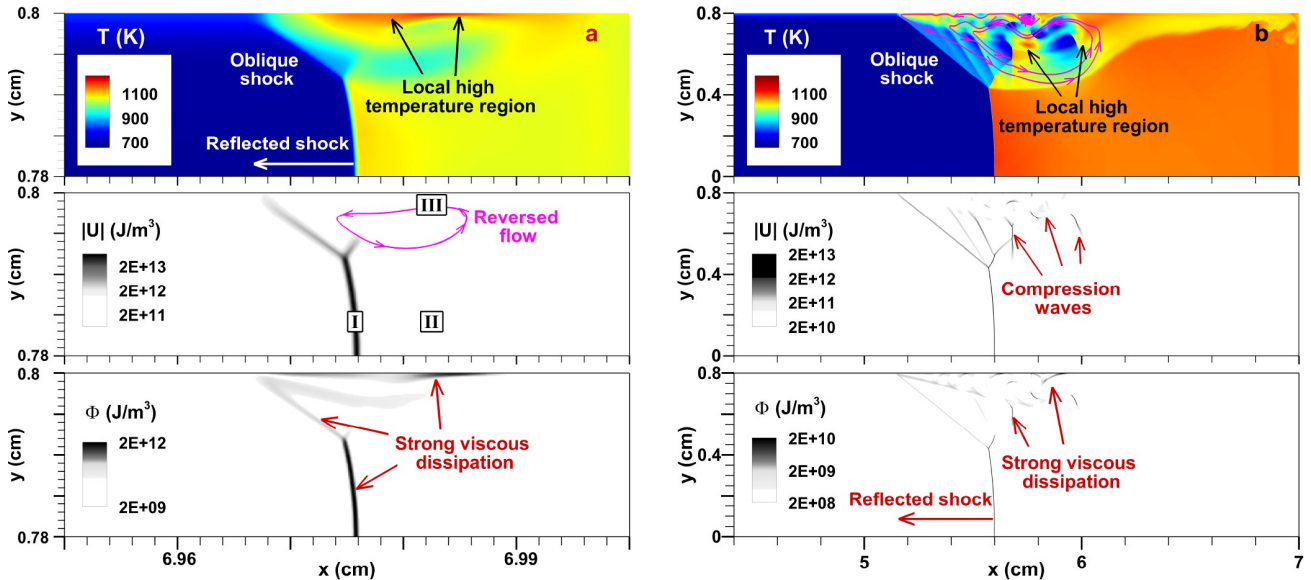 0.8
y (cm)
0.78
T (K)
1100
900
700
Oblique
shock
Reflected shock
Local high
temperature region
a
0.8
y (cm)
0.78
|U| (J/m³)
2E+13
2E+12
2E+11
I
II
III
Reversed
flow
0.8
y (cm)
0.78
Φ (J/m³)
2E+12
2E+09
Strong viscous
dissipation
6.96
6.99
x (cm)
0.8
y (cm)
0.4
0
T (K)
1100
900
700
Oblique
shock
Local high
temperature region
b
0.8
y (cm)
0.4
0
|U| (J/m³)
2E+13
2E+12
2E+11
2E+10
Compression
waves
0.8
y (cm)
0.4
0
Φ (J/m³)
2E+10
2E+09
2E+08
Strong viscous
dissipation
Reflected shock
5
6
7
x (cm)